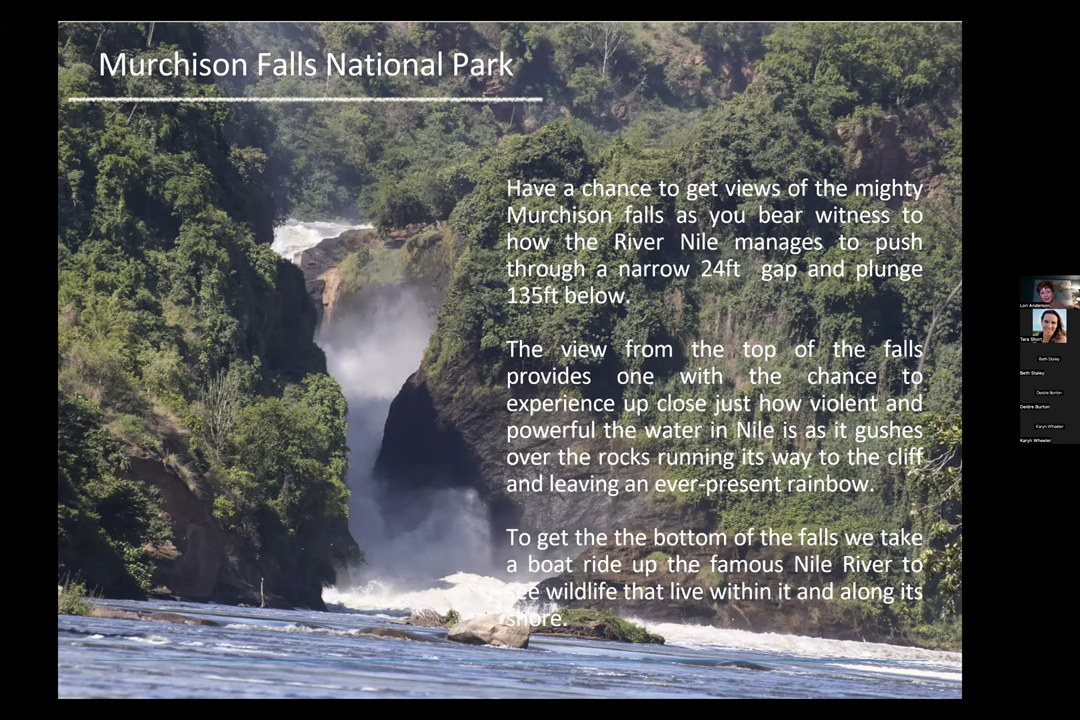 Murchison Falls National Park
Have a chance to get views of the mighty
Murchison falls as you bear witness to
how the River Nile manages to push
through a narrow 24ft gap and plunge
135ft below.
The view from the top of the falls
provides one with the chance to
experience up close just how violent and
powerful the water in Nile is as it gushes
over the rocks running its way to the cliff
and leaving an ever-present rainbow.
To get the the bottom of the falls we take
a boat ride up the famous Nile River to
see wildlife that live within it and along its
shore.
Lori Anderson
Tara Short
Beth Staley
Beth Staley
Deidre Burton
Deidre Burton
Karyn Wheeler
Karyn Wheeler